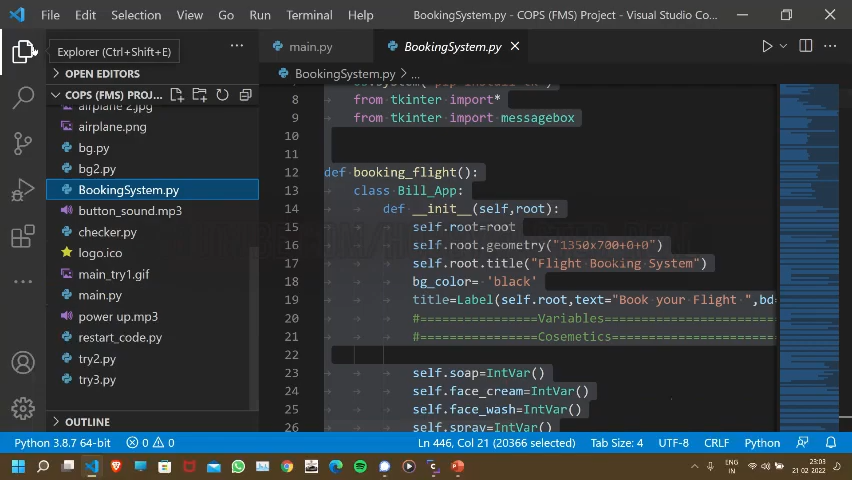 File Edit Selection View Go Run Terminal Help BookingSystem.py - COPS (FMS) Project - Visual Studio Co...
Explorer (Ctrl+Shift+E)
main.py BookingSystem.py
OPEN EDITORS
BookingSystem.py > ...
COPS (FMS) PROJ...
airplane 2.jpg
airplane.png
bg.py
bg2.py
BookingSystem.py
button_sound.mp3
checker.py
logo.ico
main_try1.gif
main.py
power up.mp3
restart_code.py
try2.py
try3.py
OUTLINE
8 from tkinter import*
9 from tkinter import messagebox
10
11
12 def booking_flight():
13 class Bill_App:
14 def __init__(self,root):
15 self.root=root
16 self.root.geometry("1350x700+0+0")
17 self.root.title("Flight Booking System")
18 bg_color= 'black'
19 title=Label(self.root,text="Book your Flight ",bd=
20 #===============Variables========================
21 #===============Cosemetics=======================
22
23 self.soap=IntVar()
24 self.face_cream=IntVar()
25 self.face_wash=IntVar()
26 self.spray=IntVar()
Python 3.8.7 64-bit 0 0 Ln 446, Col 21 (20366 selected) Tab Size: 4 UTF-8 CRLF Python
ENG
IN
23:03
21-02-2022